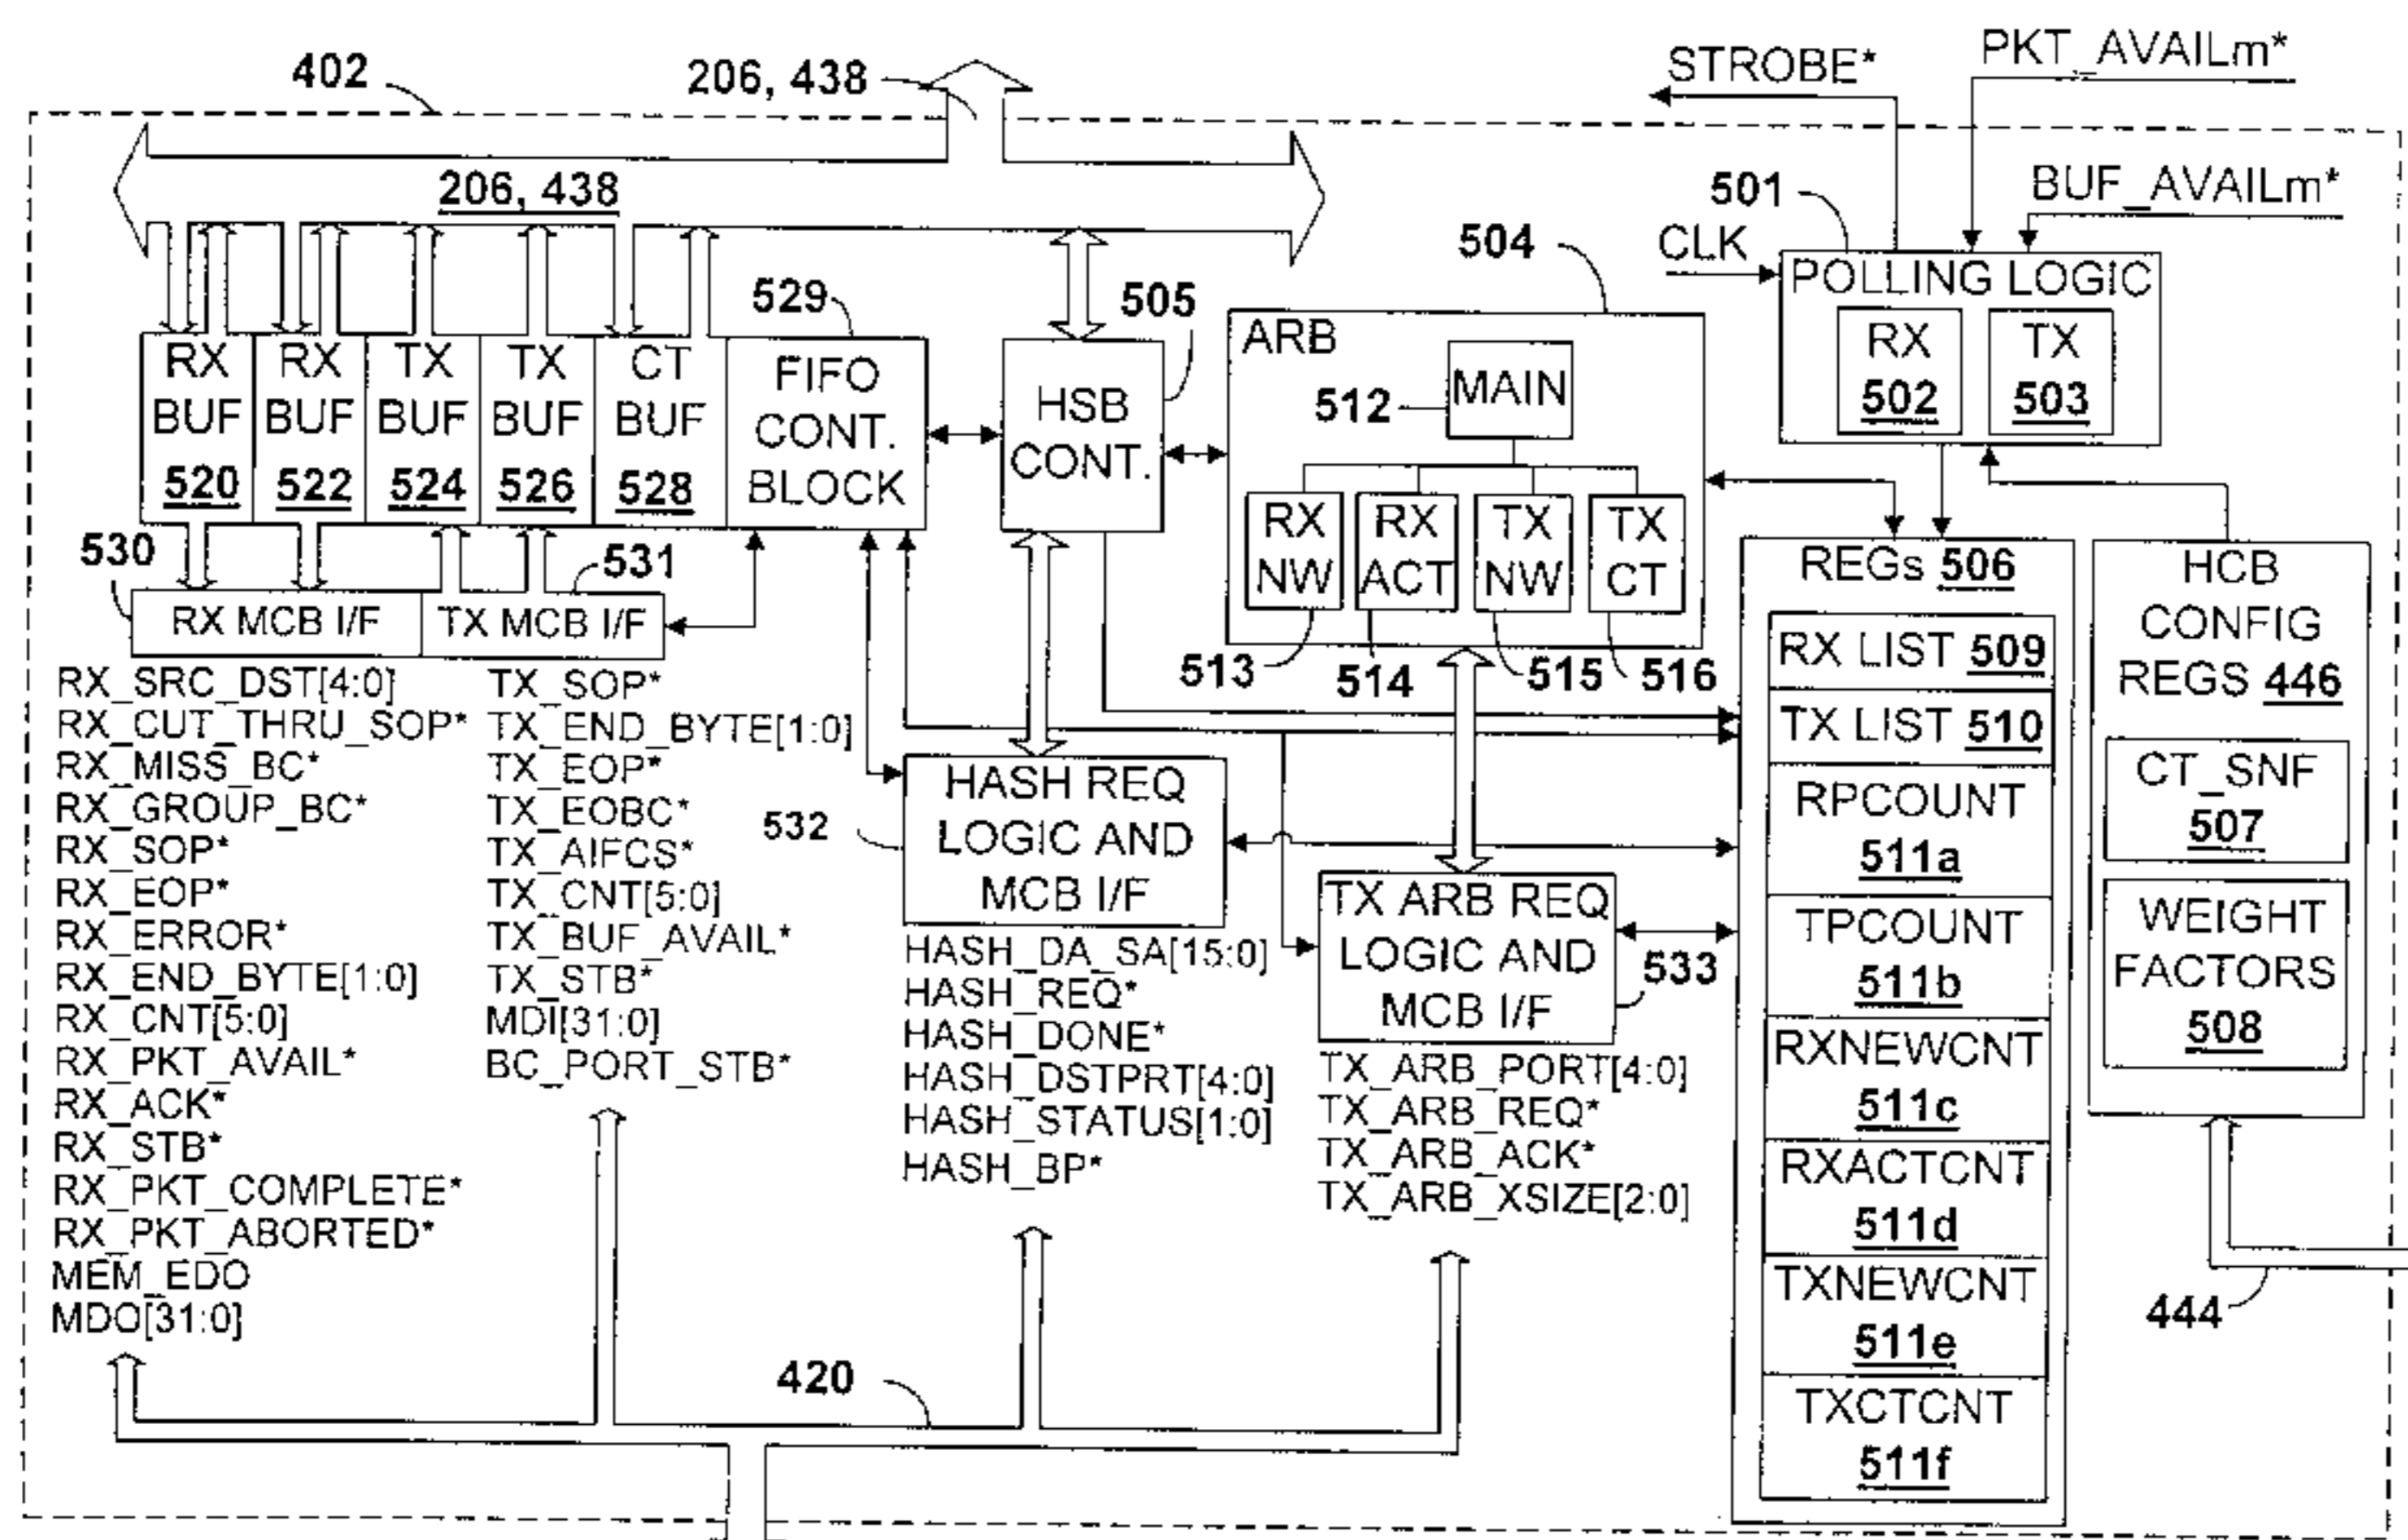 402
206, 438
STROBE*
PKT_AVAILm*
206, 438
501
BUF_AVAILm*
CLK
504
POLLING LOGIC
RX
502
TX
503
529
505
RX
BUF
520
RX
BUF
522
TX
BUF
524
TX
BUF
526
CT
BUF
528
FIFO
CONT.
BLOCK
HSB
CONT.
ARB
MAIN
512
RX
NW
RX
ACT
TX
NW
TX
CT
513
514
515
516
530
531
RX MCB I/F
TX MCB I/F
RX_SRC_DST[4:0]
RX_CUT_THRU_SOP*
RX_MISS_BC*
RX_GROUP_BC*
RX_SOP*
RX_EOP*
RX_ERROR*
RX_END_BYTE[1:0]
RX_CNT[5:0]
RX_PKT_AVAIL*
RX_ACK*
RX_STB*
RX_PKT_COMPLETE*
RX_PKT_ABORTED*
MEM_EDO
MDO[31:0]
TX_SOP*
TX_END_BYTE[1:0]
TX_EOP*
TX_EOBC*
TX_AIFCS*
TX_CNT[5:0]
TX_BUF_AVAIL*
TX_STB*
MDI[31:0]
BC_PORT_STB*
532
HASH REQ
LOGIC AND
MCB I/F
HASH_DA_SA[15:0]
HASH_REQ*
HASH_DONE*
HASH_DSTPRT[4:0]
HASH_STATUS[1:0]
HASH_BP*
TX ARB REQ
LOGIC AND
MCB I/F
533
TX_ARB_PORT[4:0]
TX_ARB_REQ*
TX_ARB_ACK*
TX_ARB_XSIZE[2:0]
REGs 506
RX LIST 509
TX LIST 510
RPCOUNT
511a
TPCOUNT
511b
RXNEWCNT
511c
RXACTCNT
511d
TXNEWCNT
511e
TXCTCNT
511f
HCB
CONFIG
REGS 446
CT_SNF
507
WEIGHT
FACTORS
508
444
420